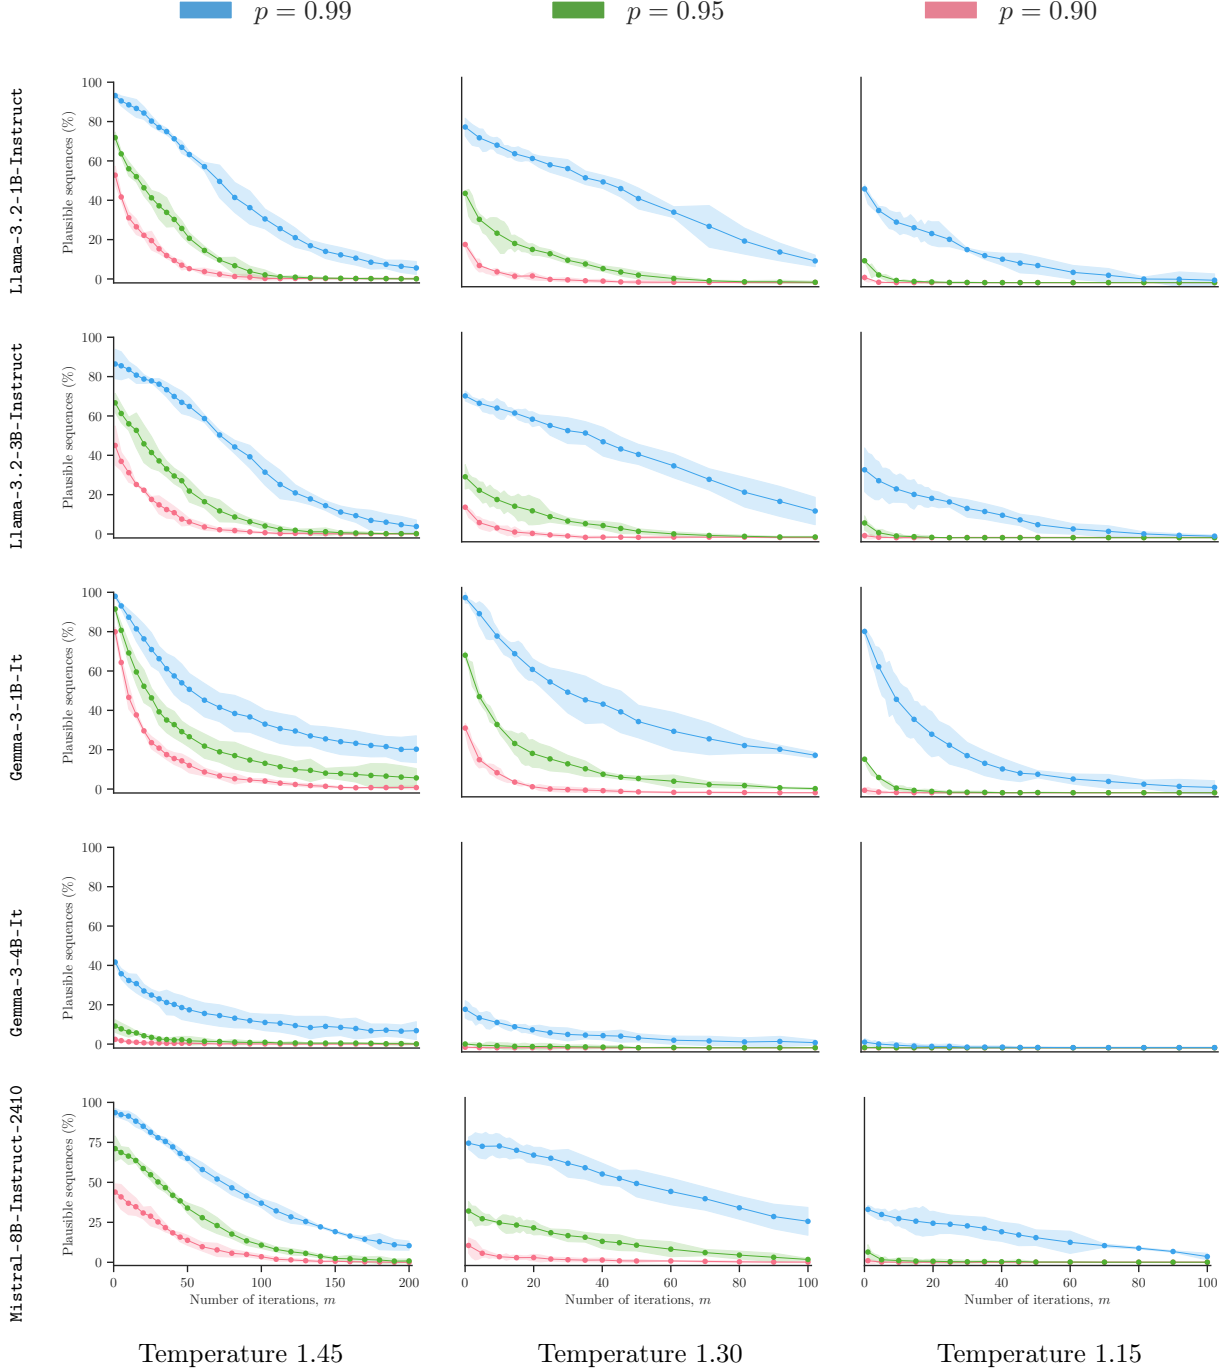 p = 0.99 p = 0.95 p = 0.90
Llama-3.2-1B-Instruct
Plausible sequences (%)
100
80
60
40
20
0
Llama-3.2-3B-Instruct
Plausible sequences (%)
100
80
60
40
20
0
Gemma-3-1B-It
Plausible sequences (%)
100
80
60
40
20
0
Gemma-3-4B-It
Plausible sequences (%)
100
80
60
40
20
0
Mistral-8B-Instruct-2410
Plausible sequences (%)
100
75
50
25
0
0 50 100 150 200
0 20 40 60 80 100
0 20 40 60 80 100
Number of iterations, m
Number of iterations, m
Number of iterations, m
Temperature 1.45 Temperature 1.30 Temperature 1.15